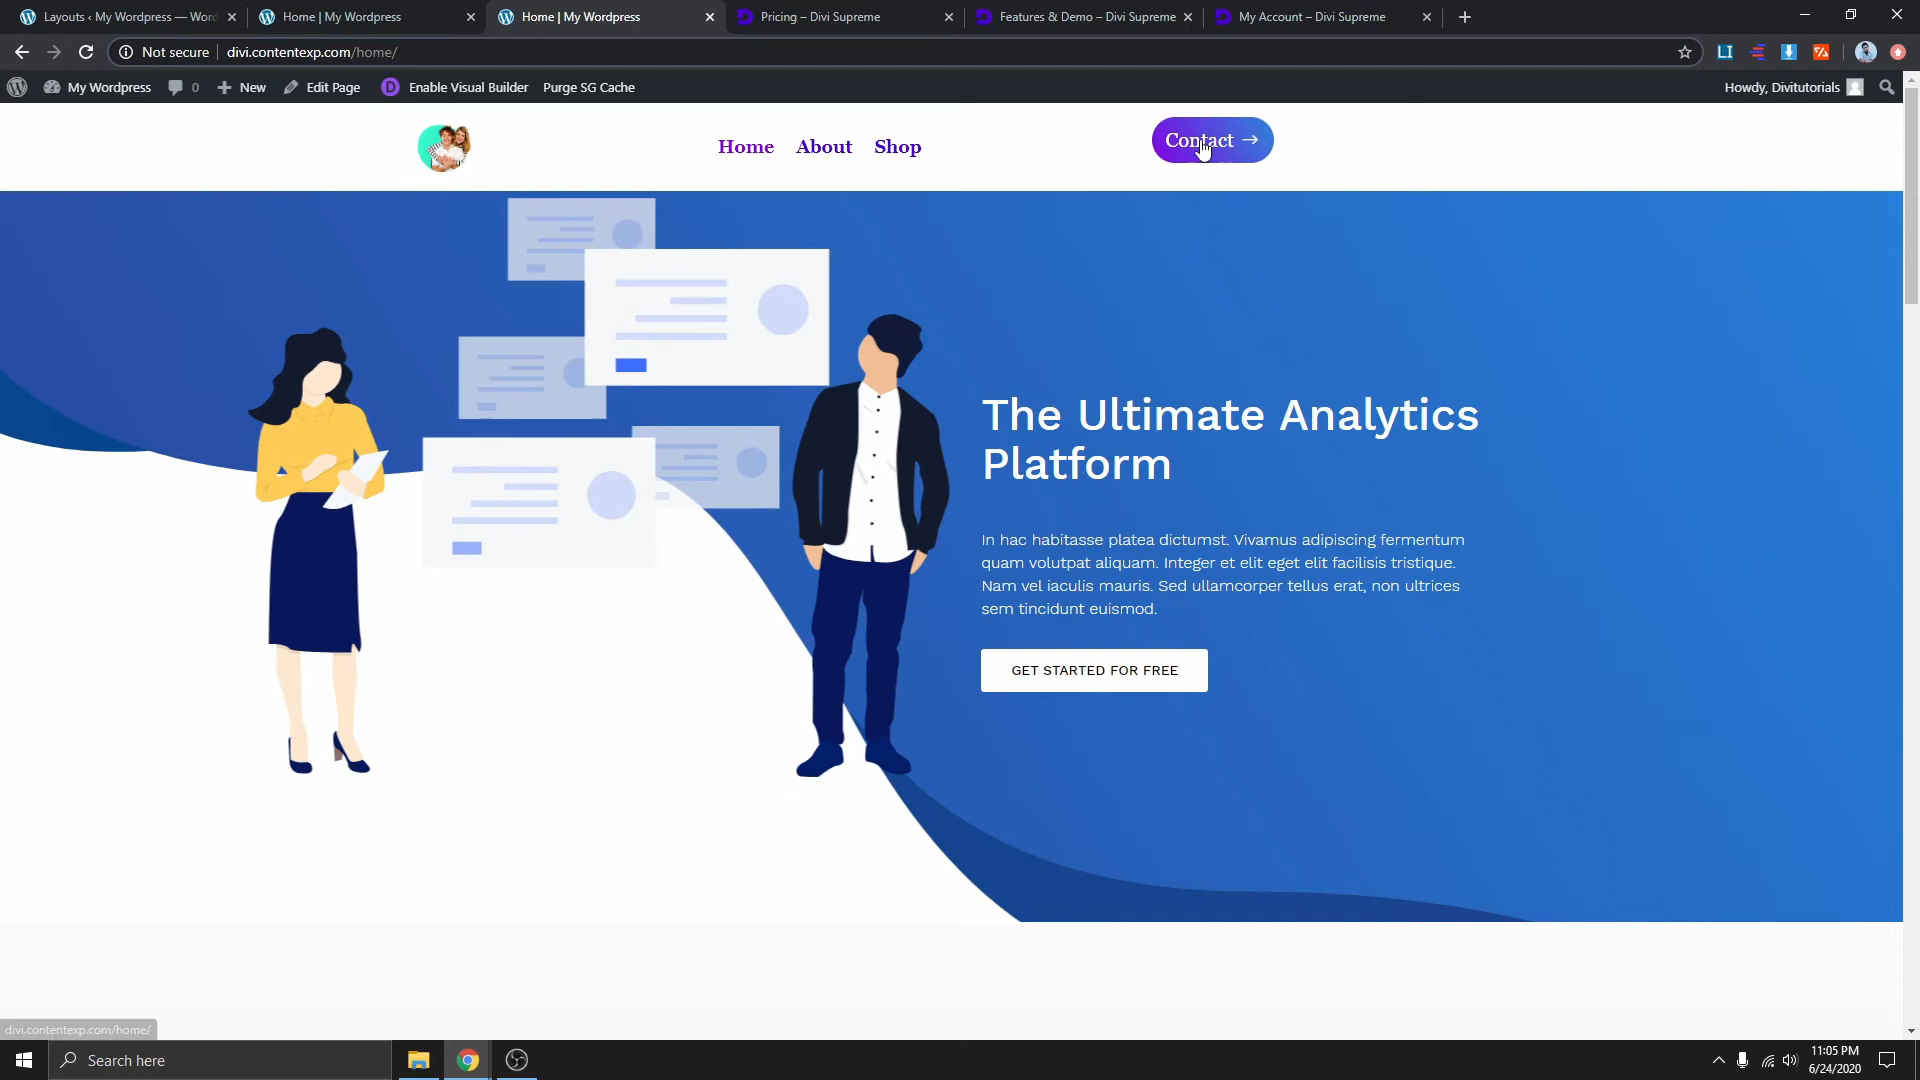 Layouts ‹ My Wordpress — Word
Home | My Wordpress
Home | My Wordpress
Pricing – Divi Supreme
Features & Demo – Divi Supreme
My Account – Divi Supreme
Not secure
divi.contentexp.com/home/
My Wordpress
0
New
Edit Page
Enable Visual Builder
Purge SG Cache
Howdy, Divitutorials
Home
About
Shop
Contact →
The Ultimate Analytics
Platform
In hac habitasse platea dictumst. Vivamus adipiscing fermentum
quam volutpat aliquam. Integer et elit eget elit facilisis tristique.
Nam vel iaculis mauris. Sed ullamcorper tellus erat, non ultrices
sem tincidunt euismod.
GET STARTED FOR FREE
divi.contentexp.com/home/
Search here
11:05 PM
6/24/2020